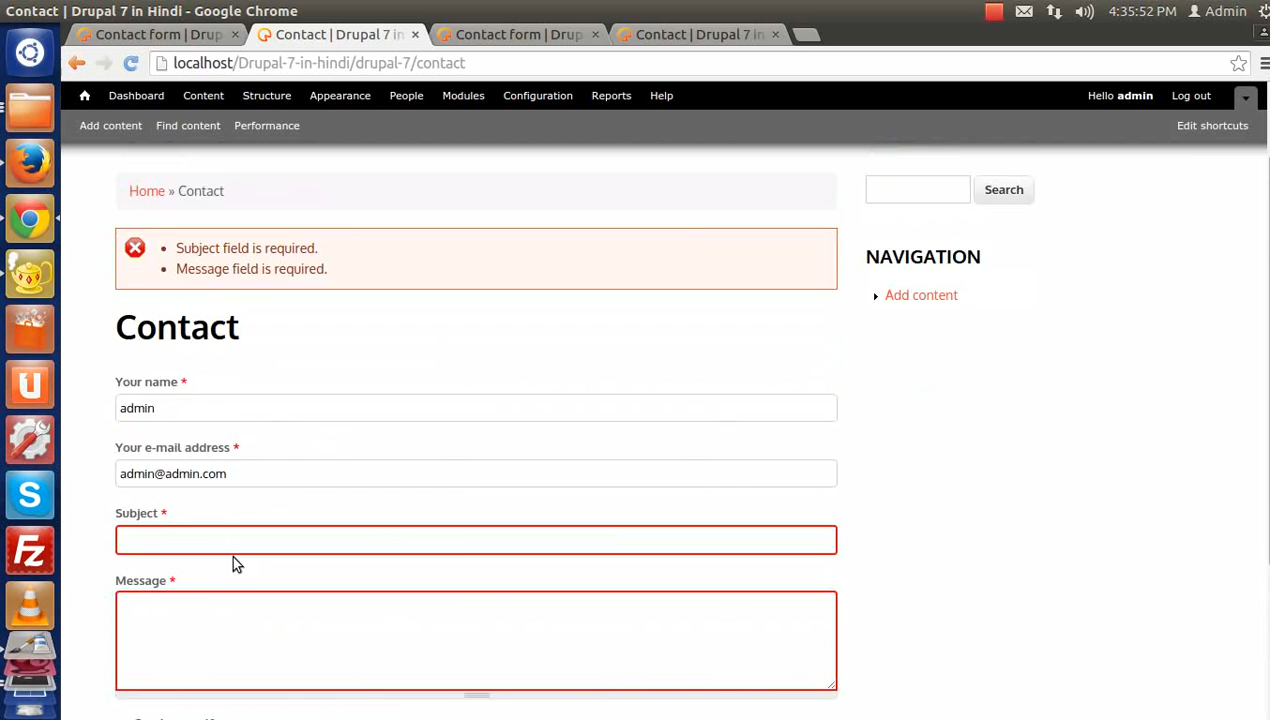 Contact | Drupal 7 in Hindi - Google Chrome
4:35:52 PM Admin
Contact form | Drup
Contact | Drupal 7 in
Contact form | Drup
Contact | Drupal 7 in
localhost/Drupal-7-in-hindi/drupal-7/contact
Dashboard Content Structure Appearance People Modules Configuration Reports Help Hello admin Log out
Add content Find content Performance Edit shortcuts
Home » Contact
Search
Subject field is required.
Message field is required.
NAVIGATION
Add content
Contact
Your name *
admin
Your e-mail address *
admin@admin.com
Subject *
Message *